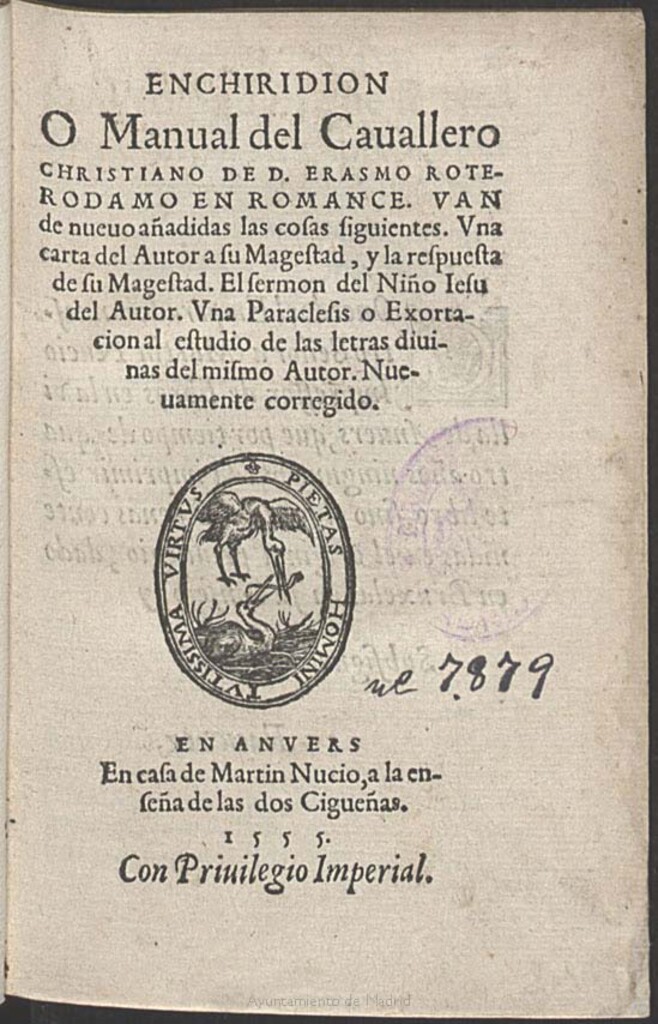 ENCHIRIDION
O Manual del Cauallero
CHRISTIANO DE D. ERASMO ROTE-
RODAMO EN ROMANCE. VAN
de nueuo añadidas las coſas ſiguientes. Vna
carta del Autor a ſu Mageſtad, y la reſpueſta
de ſu Mageſtad. El ſermon del Niño Ieſu
del Autor. Vna Paracleſis o Exorta-
cion al eſtudio de las letras diui-
nas del miſmo Autor. Nue-
uamente corregido.
PIETAS HOMINI TVTISSIMA VIRTVS
ne 7.879
EN ANVERS
En caſa de Martin Nucio, a la en-
ſeña de las dos Cigueñas.
1555.
Con Priuilegio Imperial.
Ayuntamiento de Madrid